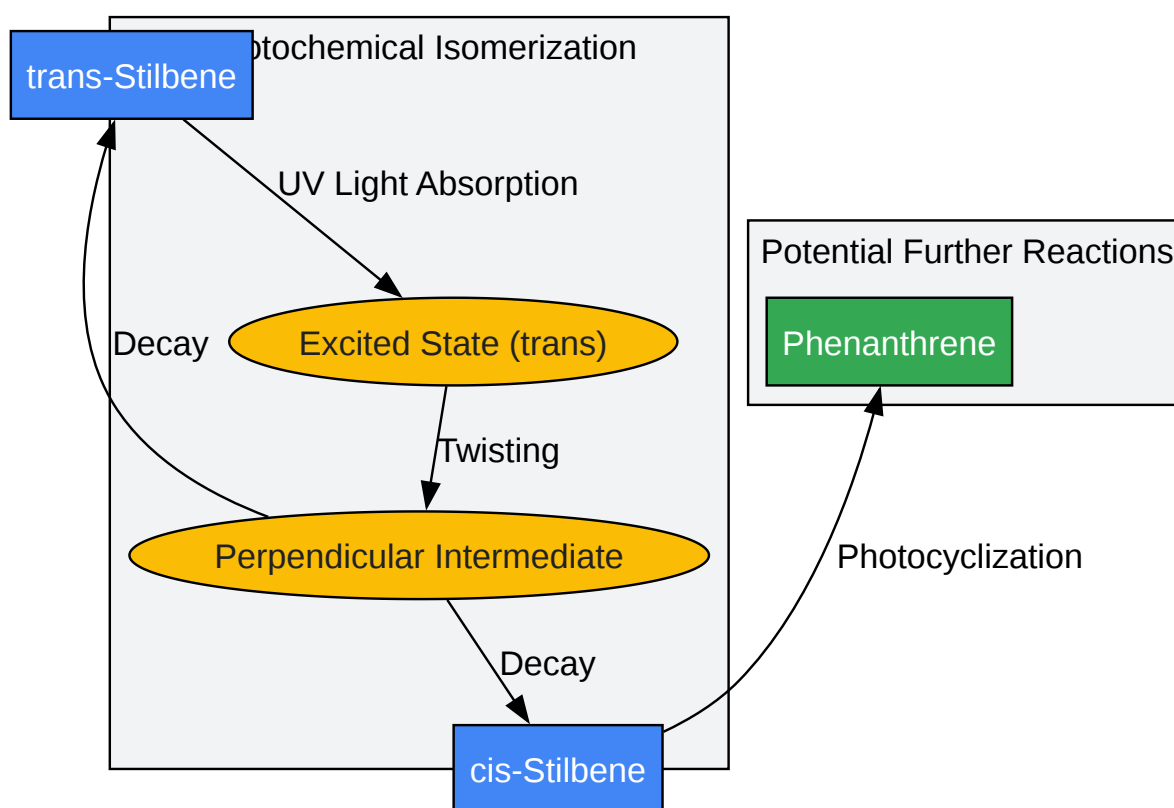 trans-Stilbene
otochemical Isomerization
UV Light Absorption
Potential Further Reactions
Excited State (trans)
Phenanthrene
Decay
Twisting
Perpendicular Intermediate
Photocyclization
Decay
cis-Stilbene